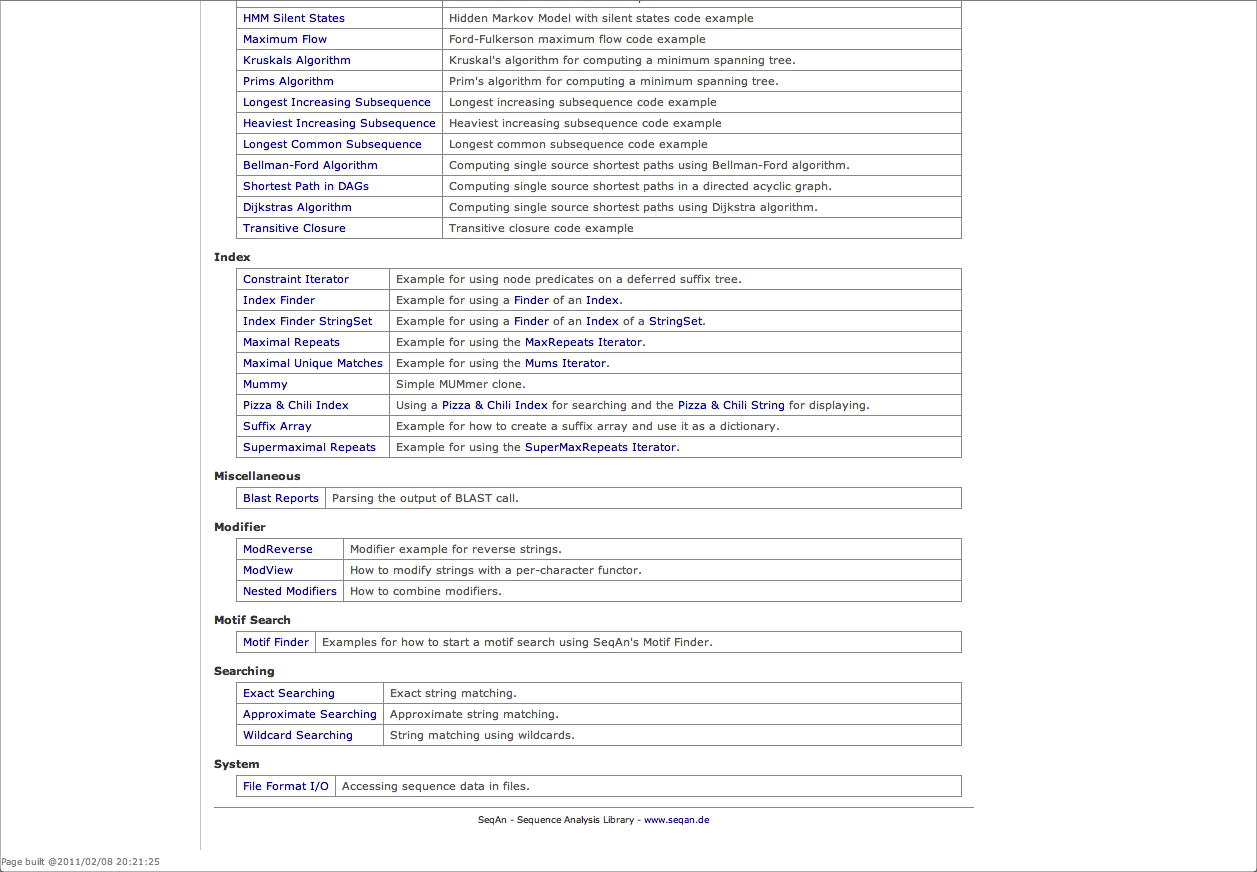 HMM Silent States Hidden Markov Model with silent states code example
Maximum Flow Ford-Fulkerson maximum flow code example
Kruskals Algorithm Kruskal's algorithm for computing a minimum spanning tree.
Prims Algorithm Prim's algorithm for computing a minimum spanning tree.
Longest Increasing Subsequence Longest increasing subsequence code example
Heaviest Increasing Subsequence Heaviest increasing subsequence code example
Longest Common Subsequence Longest common subsequence code example
Bellman-Ford Algorithm Computing single source shortest paths using Bellman-Ford algorithm.
Shortest Path in DAGs Computing single source shortest paths in a directed acyclic graph.
Dijkstras Algorithm Computing single source shortest paths using Dijkstra algorithm.
Transitive Closure Transitive closure code example
Index
Constraint Iterator Example for using node predicates on a deferred suffix tree.
Index Finder Example for using a Finder of an Index.
Index Finder StringSet Example for using a Finder of an Index of a StringSet.
Maximal Repeats Example for using the MaxRepeats Iterator.
Maximal Unique Matches Example for using the Mums Iterator.
Mummy Simple MUMmer clone.
Pizza & Chili Index Using a Pizza & Chili Index for searching and the Pizza & Chili String for displaying.
Suffix Array Example for how to create a suffix array and use it as a dictionary.
Supermaximal Repeats Example for using the SuperMaxRepeats Iterator.
Miscellaneous
Blast Reports Parsing the output of BLAST call.
Modifier
ModReverse Modifier example for reverse strings.
ModView How to modify strings with a per-character functor.
Nested Modifiers How to combine modifiers.
Motif Search
Motif Finder Examples for how to start a motif search using SeqAn's Motif Finder.
Searching
Exact Searching Exact string matching.
Approximate Searching Approximate string matching.
Wildcard Searching String matching using wildcards.
System
File Format I/O Accessing sequence data in files.
SeqAn - Sequence Analysis Library - www.seqan.de
Page built @2011/02/08 20:21:25